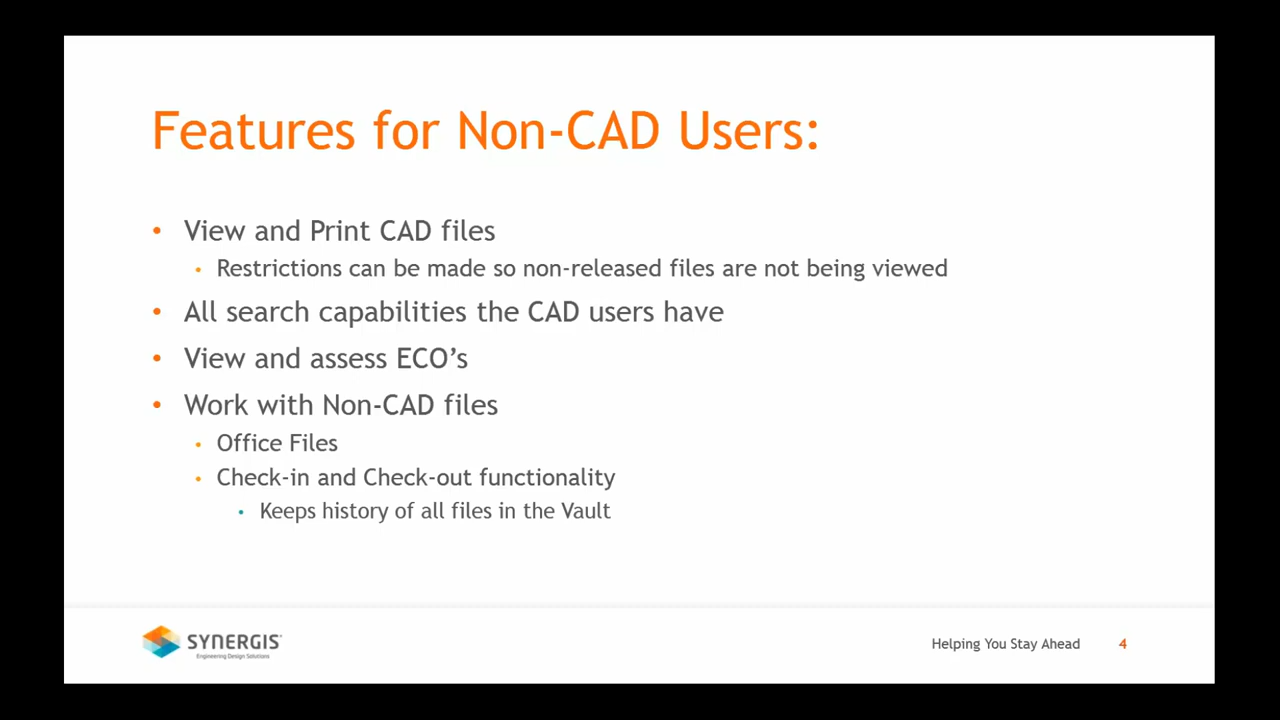 Features for Non-CAD Users:
• View and Print CAD files
• Restrictions can be made so non-released files are not being viewed
• All search capabilities the CAD users have
• View and assess ECO’s
• Work with Non-CAD files
• Office Files
• Check-in and Check-out functionality
• Keeps history of all files in the Vault
SYNERGIS
Engineering Design Solutions
Helping You Stay Ahead 4